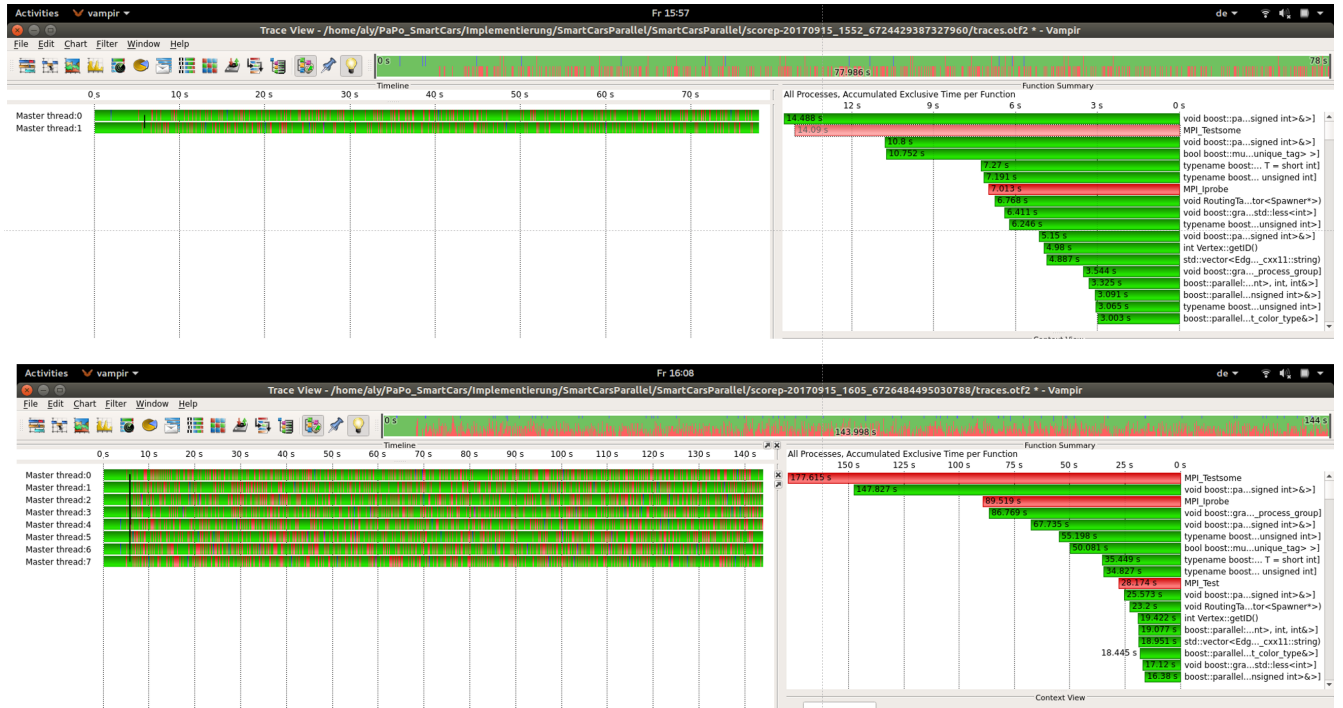 Activities vampir Fr 15:57 de
Trace View - /home/aly/PaPo_SmartCars/Implementierung/SmartCarsParallel/SmartCarsParallel/scorep-20170915_1552_6724429387327960/traces.otf2 * - Vampir
File Edit Chart Filter Window Help
0 s 77.986 s 78 s
Timeline
0 s 10 s 20 s 30 s 40 s 50 s 60 s 70 s
Master thread:0
Master thread:1
Function Summary
All Processes, Accumulated Exclusive Time per Function
12 s 9 s 6 s 3 s 0 s
14.488 s void boost::pa...signed int>&>]
14.09 s MPI_Testsome
10.8 s void boost::pa...signed int>&>]
10.752 s bool boost::mu...unique_tag> >]
7.27 s typename boost:... T = short int]
7.191 s typename boost... unsigned int]
7.013 s MPI_Iprobe
6.768 s void RoutingTa...tor<Spawner*>)
6.411 s void boost::gra...std::less<int>]
6.246 s typename boost...unsigned int>]
5.15 s void boost::pa...signed int>&>]
4.98 s int Vertex::getID()
4.887 s std::vector<Edg..._cxx11::string)
3.544 s void boost::gra..._process_group]
3.325 s boost::parallel:...nt>, int, int&>]
3.091 s boost::parallel...nsigned int>&>]
3.065 s typename boost...unsigned int>]
3.003 s boost::parallel...t_color_type&>]
Activities vampir Fr 16:08 de
Trace View - /home/aly/PaPo_SmartCars/Implementierung/SmartCarsParallel/SmartCarsParallel/scorep-20170915_1605_6726484495030788/traces.otf2 * - Vampir
File Edit Chart Filter Window Help
0 s 143.998 s 144 s
Timeline
0 s 10 s 20 s 30 s 40 s 50 s 60 s 70 s 80 s 90 s 100 s 110 s 120 s 130 s 140 s
Master thread:0
Master thread:1
Master thread:2
Master thread:3
Master thread:4
Master thread:5
Master thread:6
Master thread:7
Function Summary
All Processes, Accumulated Exclusive Time per Function
150 s 125 s 100 s 75 s 50 s 25 s 0 s
177.615 s MPI_Testsome
147.827 s void boost::pa...signed int>&>]
89.519 s MPI_Iprobe
86.769 s void boost::gra..._process_group]
67.735 s void boost::pa...signed int>&>]
55.198 s typename boost...unsigned int>]
50.081 s bool boost::mu...unique_tag> >]
35.449 s typename boost:... T = short int]
34.827 s typename boost... unsigned int]
28.174 s MPI_Test
25.573 s void boost::pa...signed int>&>]
23.2 s void RoutingTa...tor<Spawner*>)
19.422 s int Vertex::getID()
19.077 s boost::parallel:...nt>, int, int&>]
18.951 s std::vector<Edg..._cxx11::string)
18.445 s boost::parallel...t_color_type&>]
17.12 s void boost::gra...std::less<int>]
16.38 s boost::parallel...nsigned int>&>]
Context View